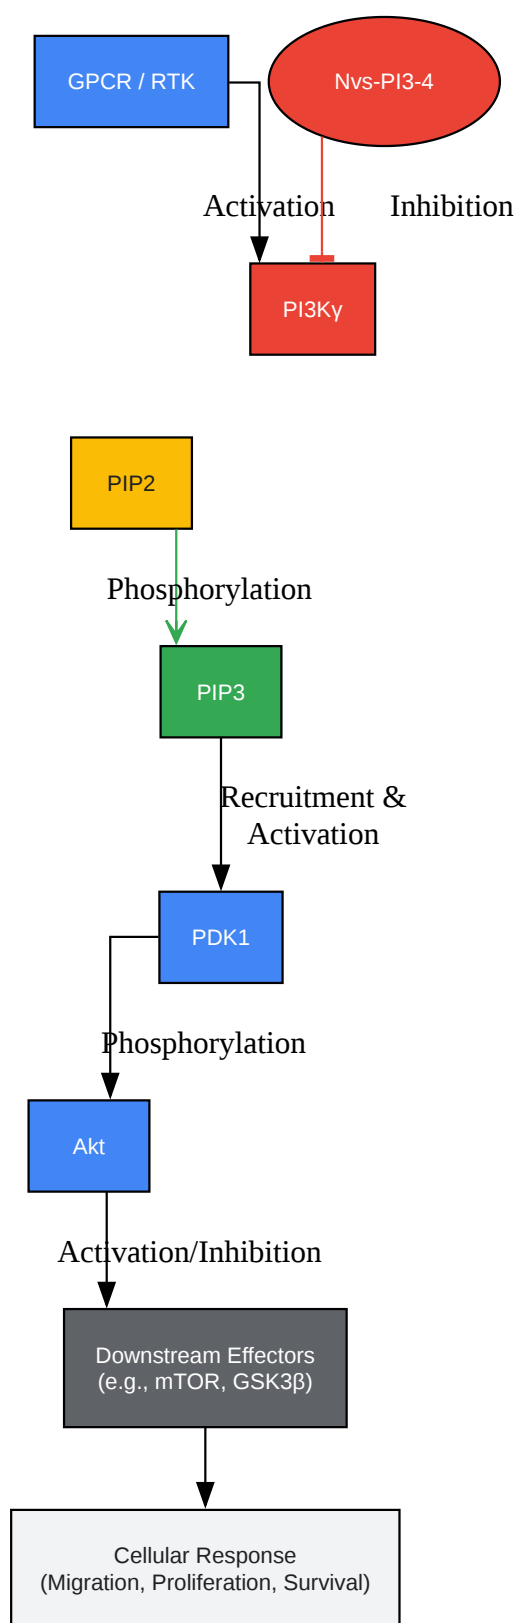 GPCR / RTK
Nvs-PI3-4
Activation
Inhibition
PI3Kγ
PIP2
Phosphorylation
PIP3
Recruitment &
Activation
PDK1
Phosphorylation
Akt
Activation/Inhibition
Downstream Effectors
(e.g., mTOR, GSK3β)
Cellular Response
(Migration, Proliferation, Survival)